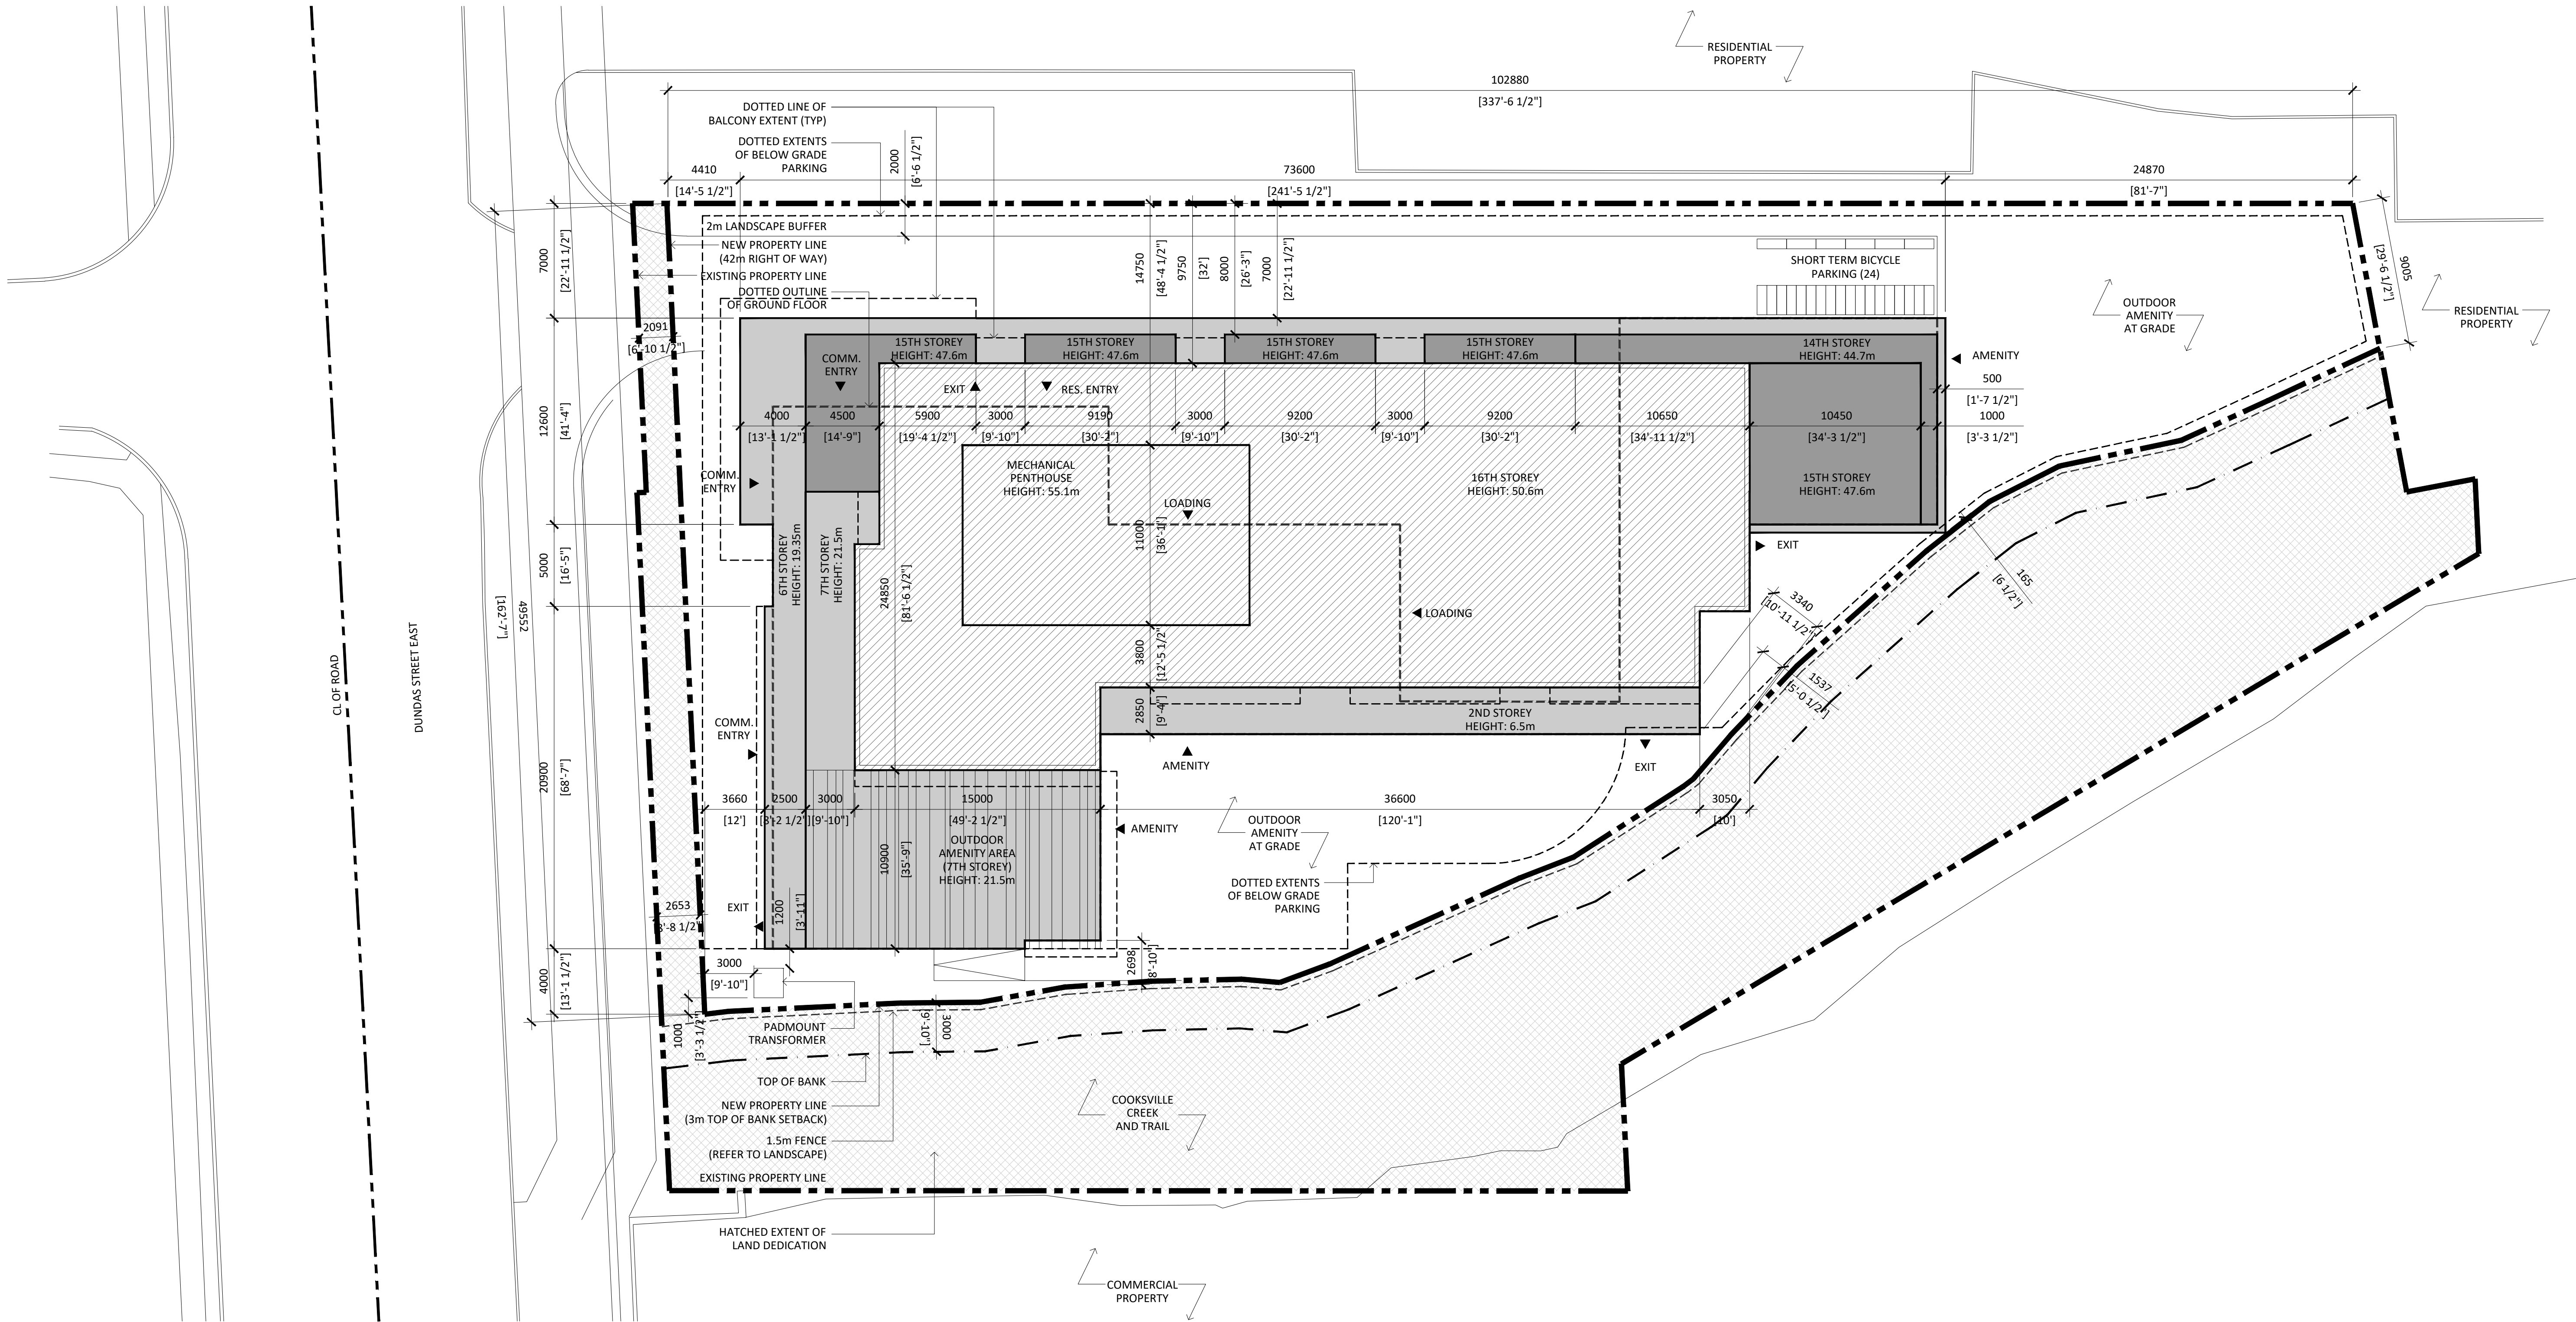 RESIDENTIAL
PROPERTY
102880
[337'-6 1/2"]
DOTTED LINE OF
BALCONY EXTENT (TYP)
DOTTED EXTENTS
OF BELOW GRADE
PARKING
2000
[6'-6 1/2"]
4410
[14'-5 1/2"]
73600
[241'-5 1/2"]
24870
[81'-7"]
2m LANDSCAPE BUFFER
NEW PROPERTY LINE
(42m RIGHT OF WAY)
EXISTING PROPERTY LINE
DOTTED OUTLINE
OF GROUND FLOOR
7000
[22'-11 1/2"]
14750
[48'-4 1/2"]
9750
[32']
8000
[26'-3"]
7000
[22'-11 1/2"]
SHORT TERM BICYCLE
PARKING (24)
OUTDOOR
AMENITY
AT GRADE
9005
[29'-6 1/2"]
RESIDENTIAL
PROPERTY
2091
[6'-10 1/2"]
COMM.
ENTRY
15TH STOREY
HEIGHT: 47.6m
15TH STOREY
HEIGHT: 47.6m
15TH STOREY
HEIGHT: 47.6m
15TH STOREY
HEIGHT: 47.6m
14TH STOREY
HEIGHT: 44.7m
AMENITY
EXIT
RES. ENTRY
500
[1'-7 1/2"]
1000
[3'-3 1/2"]
12600
[41'-4"]
4000
[13'-1 1/2"]
4500
[14'-9"]
5900
[19'-4 1/2"]
3000
[9'-10"]
9190
[30'-2"]
3000
[9'-10"]
9200
[30'-2"]
3000
[9'-10"]
9200
[30'-2"]
10650
[34'-11 1/2"]
10450
[34'-3 1/2"]
COMM.
ENTRY
MECHANICAL
PENTHOUSE
HEIGHT: 55.1m
LOADING
16TH STOREY
HEIGHT: 50.6m
15TH STOREY
HEIGHT: 47.6m
5000
[16'-5"]
6TH STOREY
HEIGHT: 19.35m
7TH STOREY
HEIGHT: 21.5m
24850
[81'-6 1/2"]
11000
[36'-1"]
EXIT
165
[6 1/2"]
49552
[162'-7"]
LOADING
3340
[10'-11 1/2"]
1537
[5'-0 1/2"]
CL OF ROAD
DUNDAS STREET EAST
3800
[12'-5 1/2"]
2850
[9'-4"]
2ND STOREY
HEIGHT: 6.5m
COMM.
ENTRY
AMENITY
EXIT
20900
[68'-7"]
3660
[12']
2500
[8'-2 1/2"]
3000
[9'-10"]
15000
[49'-2 1/2"]
36600
[120'-1"]
3050
[10']
AMENITY
OUTDOOR
AMENITY
AT GRADE
OUTDOOR
AMENITY AREA
(7TH STOREY)
HEIGHT: 21.5m
10900
[35'-9"]
DOTTED EXTENTS
OF BELOW GRADE
PARKING
2653
[8'-8 1/2"]
EXIT
1200
[3'-11"]
2698
[8'-10"]
3000
[9'-10"]
4000
[13'-1 1/2"]
1000
[3'-3 1/2"]
3000
[9'-10"]
PADMOUNT
TRANSFORMER
TOP OF BANK
NEW PROPERTY LINE
(3m TOP OF BANK SETBACK)
1.5m FENCE
(REFER TO LANDSCAPE)
EXISTING PROPERTY LINE
COOKSVILLE
CREEK
AND TRAIL
HATCHED EXTENT OF
LAND DEDICATION
COMMERCIAL
PROPERTY